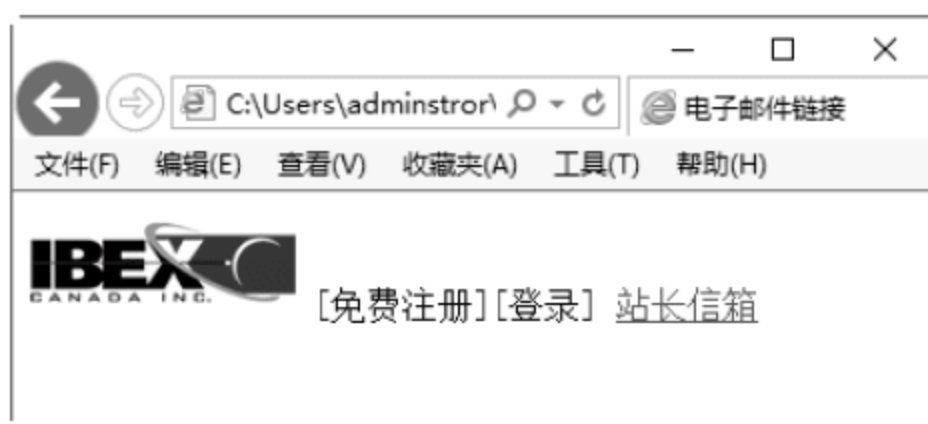 C:\Users\adminstror\ 电子邮件链接
文件(F) 编辑(E) 查看(V) 收藏夹(A) 工具(T) 帮助(H)
IBEX
CANADA INC.
[免费注册][登录] 站长信箱